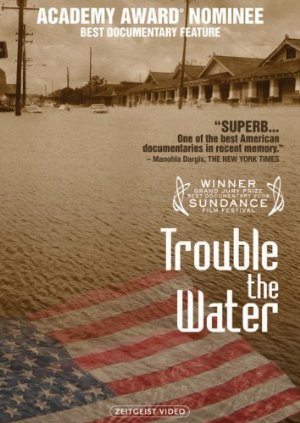 ACADEMY AWARD® NOMINEE
BEST DOCUMENTARY FEATURE
“SUPERB...
One of the best American
documentaries in recent memory.”
– Manohla Dargis, THE NEW YORK TIMES
WINNER
GRAND JURY PRIZE
BEST DOCUMENTARY 2008
SUNDANCE
FILM FESTIVAL
Trouble
the
Water
ZEITGEIST VIDEO